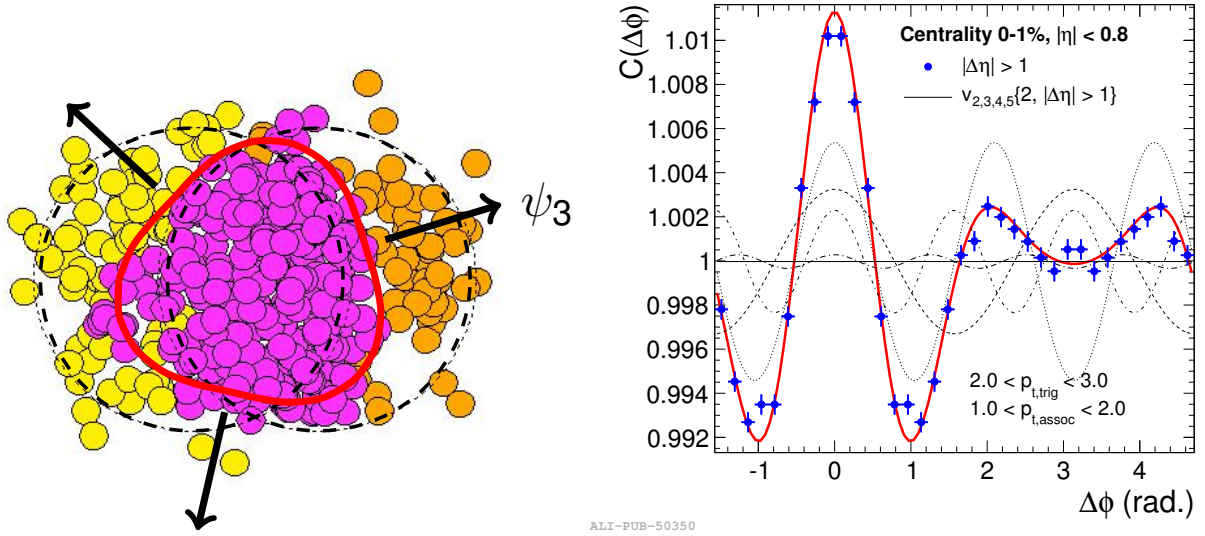 ψ3
C(Δϕ)
1.01
1.008
1.006
1.004
1.002
1
0.998
0.996
0.994
0.992
Centrality 0-1%, |η| < 0.8
|Δη| > 1
v2,3,4,5{2, |Δη| > 1}
2.0 < pt,trig < 3.0
1.0 < pt,assoc < 2.0
-1 0 1 2 3 4
Δϕ (rad.)
ALI-PUB-50350